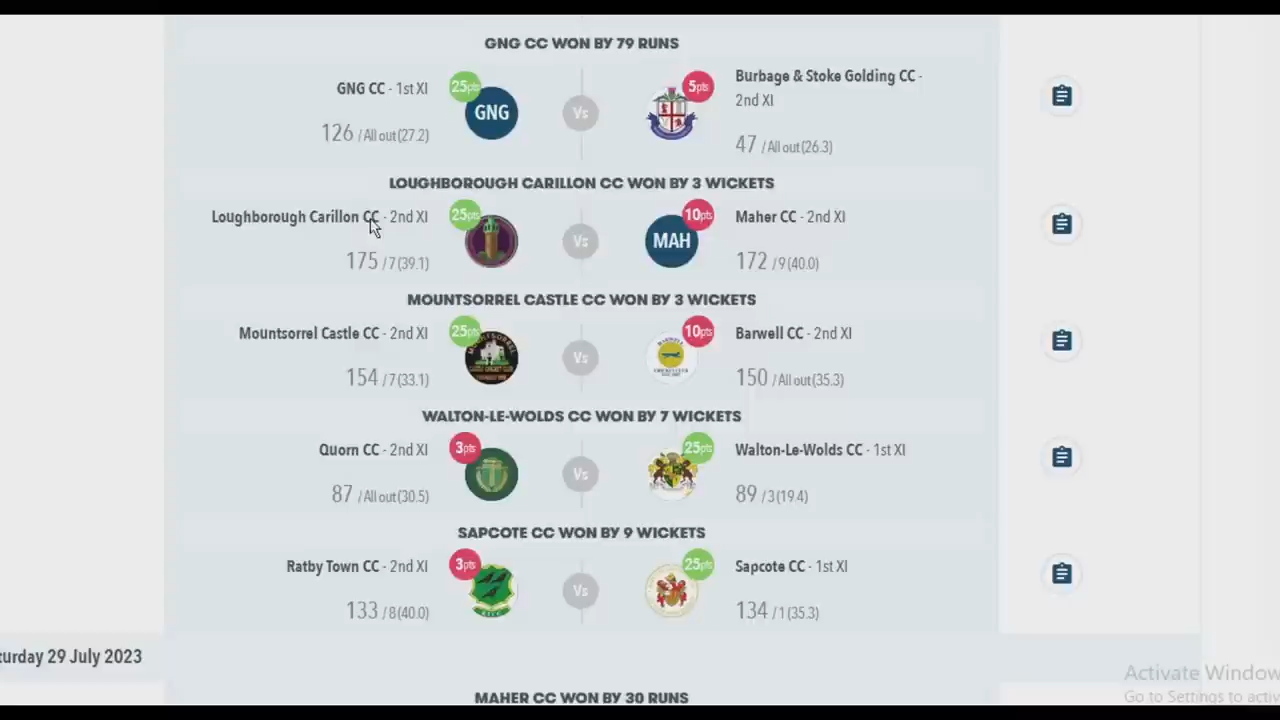 GNG CC WON BY 79 RUNS
GNG CC - 1st XI
25pts
GNG
Vs
5pts
Burbage & Stoke Golding CC -
2nd XI
126 / All out(27.2)
47 / All out(26.3)
LOUGHBOROUGH CARILLON CC WON BY 3 WICKETS
Loughborough Carillon CC - 2nd XI
25pts
Vs
10pts
MAH
Maher CC - 2nd XI
175 / 7(39.1)
172 / 9(40.0)
MOUNTSORREL CASTLE CC WON BY 3 WICKETS
Mountsorrel Castle CC - 2nd XI
25pts
MOUNTSORREL
Vs
10pts
BARWELL
Barwell CC - 2nd XI
154 / 7(33.1)
150 / All out(35.3)
WALTON-LE-WOLDS CC WON BY 7 WICKETS
Quorn CC - 2nd XI
3pts
Vs
25pts
Walton-Le-Wolds CC - 1st XI
87 / All out(30.5)
89 / 3(19.4)
SAPCOTE CC WON BY 9 WICKETS
Ratby Town CC - 2nd XI
3pts
Vs
25pts
Sapcote CC - 1st XI
133 / 8(40.0)
134 / 1(35.3)
turday 29 July 2023
MAHER CC WON BY 30 RUNS
Activate Window
Go to Settings to activ